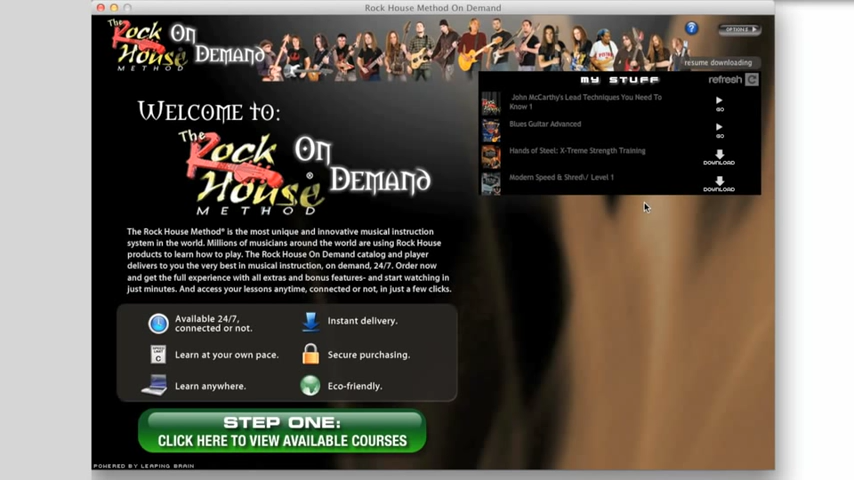 Rock House Method On Demand
The
Rock
House
METHOD
On
Demand
?
OPTIONS
resume downloading
MY STUFF
refresh
John McCarthy's Lead Techniques You Need To
Know 1
GO
Blues Guitar Advanced
GO
Hands of Steel: X-Treme Strength Training
DOWNLOAD
Modern Speed & Shred\/ Level 1
DOWNLOAD
Welcome to:
The
Rock
House
®
METHOD
On
Demand
The Rock House Method® is the most unique and innovative musical instruction
system in the world. Millions of musicians around the world are using Rock House
products to learn how to play. The Rock House On Demand catalog and player
delivers to you the very best in musical instruction, on demand, 24/7. Order now
and get the full experience with all extras and bonus features- and start watching in
just minutes. And access your lessons anytime, connected or not, in just a few clicks.
Available 24/7,
connected or not.
Instant delivery.
Learn at your own pace.
Secure purchasing.
Learn anywhere.
Eco-friendly.
STEP ONE:
CLICK HERE TO VIEW AVAILABLE COURSES
POWERED BY LEAPING BRAIN